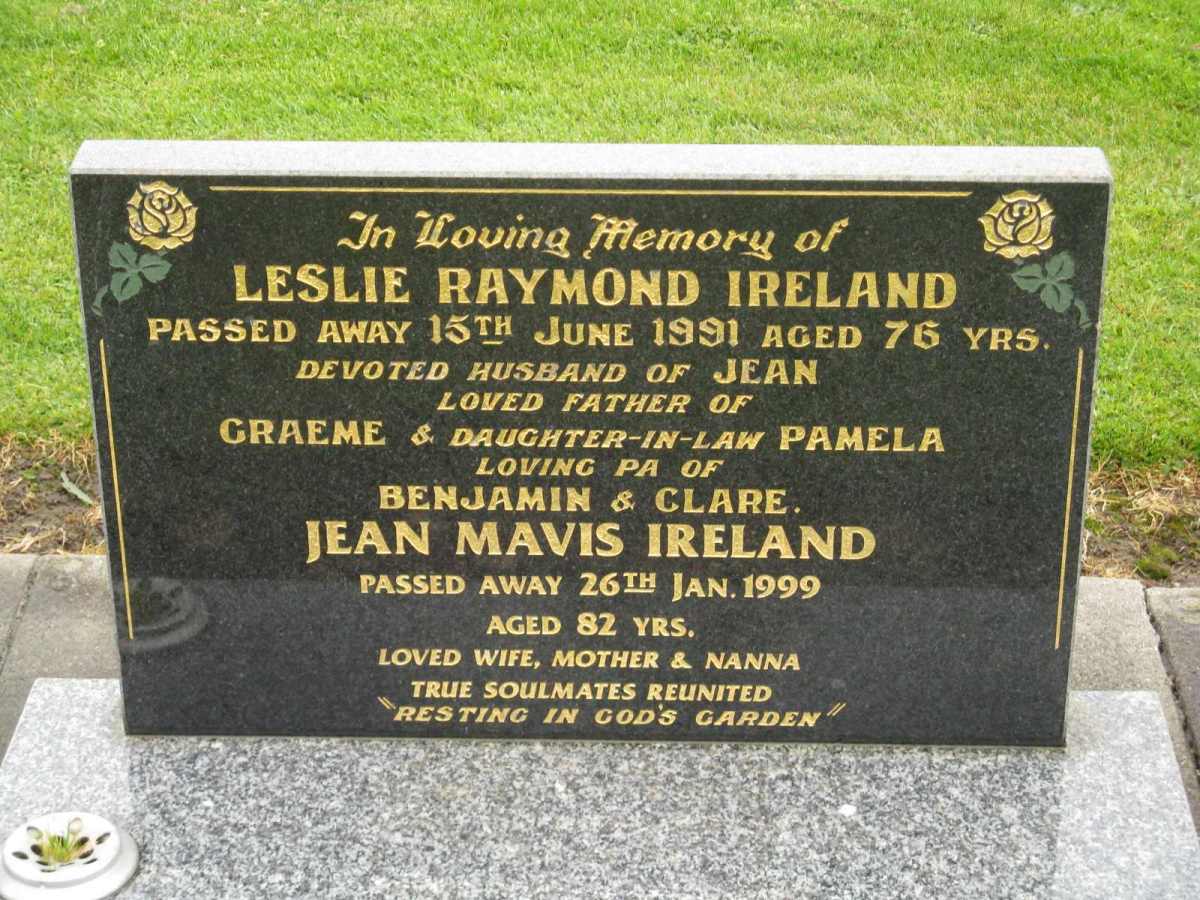 In Loving Memory of
LESLIE RAYMOND IRELAND
PASSED AWAY 15TH JUNE 1991 AGED 76 YRS.
DEVOTED HUSBAND OF JEAN
LOVED FATHER OF
GRAEME & DAUGHTER-IN-LAW PAMELA
LOVING PA OF
BENJAMIN & CLARE.
JEAN MAVIS IRELAND
PASSED AWAY 26TH JAN. 1999
AGED 82 YRS.
LOVED WIFE, MOTHER & NANNA
TRUE SOULMATES REUNITED
"RESTING IN GOD'S GARDEN"